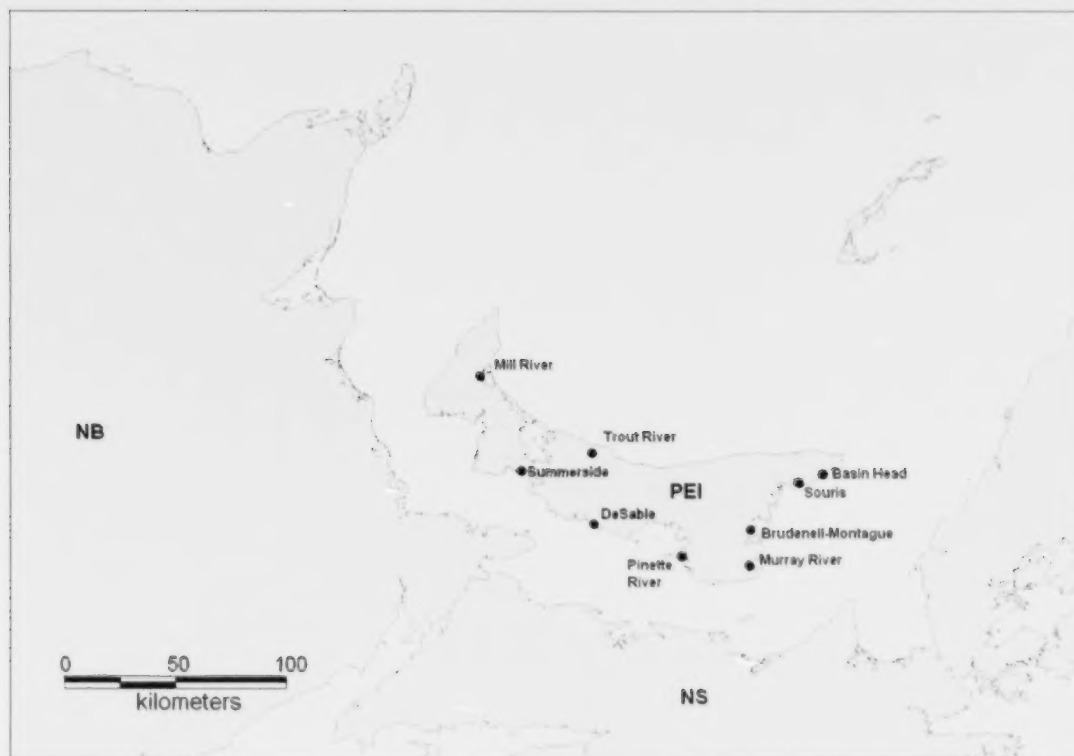 Mill River
NB
Trout River
Summerside
PEI
Basin Head
Souris
DeSable
Brudenell-Montague
Pinette
River
Murray River
0 50 100
kilometers
NS